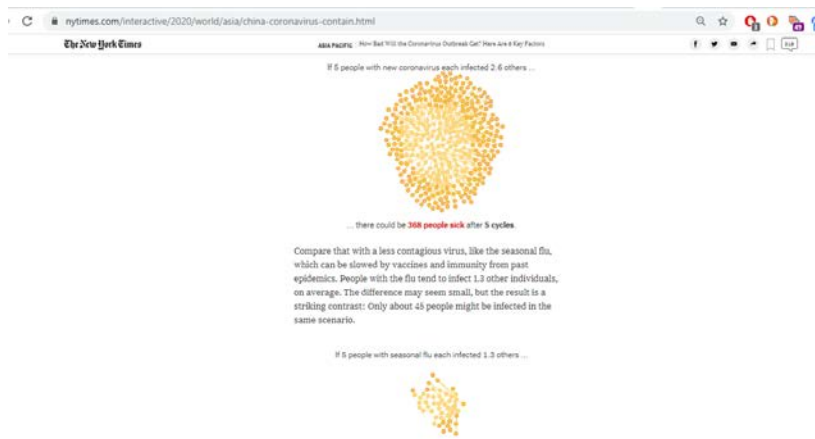 nytimes.com/interactive/2020/world/asia/china-coronavirus-contain.html
The New York Times
ASIA PACIFIC | How Bad Will the Coronavirus Outbreak Get? Here Are 6 Key Factors
If 5 people with new coronavirus each infected 2.6 others ...
... there could be 368 people sick after 5 cycles.
Compare that with a less contagious virus, like the seasonal flu,
which can be slowed by vaccines and immunity from past
epidemics. People with the flu tend to infect 1.3 other individuals,
on average. The difference may seem small, but the result is a
striking contrast: Only about 45 people might be infected in the
same scenario.
If 5 people with seasonal flu each infected 1.3 others ...